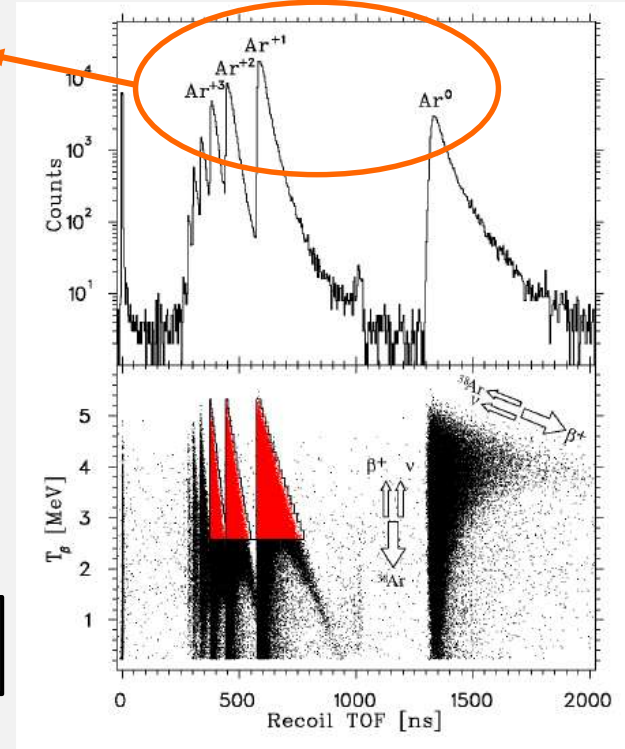 Ar⁺¹
Ar⁺²
Ar⁺³
Ar⁰
Counts
10⁴
10³
10²
10¹
³⁸Ar
ν
β+
β⁺ ν
³⁸Ar
T_β [MeV]
5
4
3
2
1
0 500 1000 1500 2000
Recoil TOF [ns]